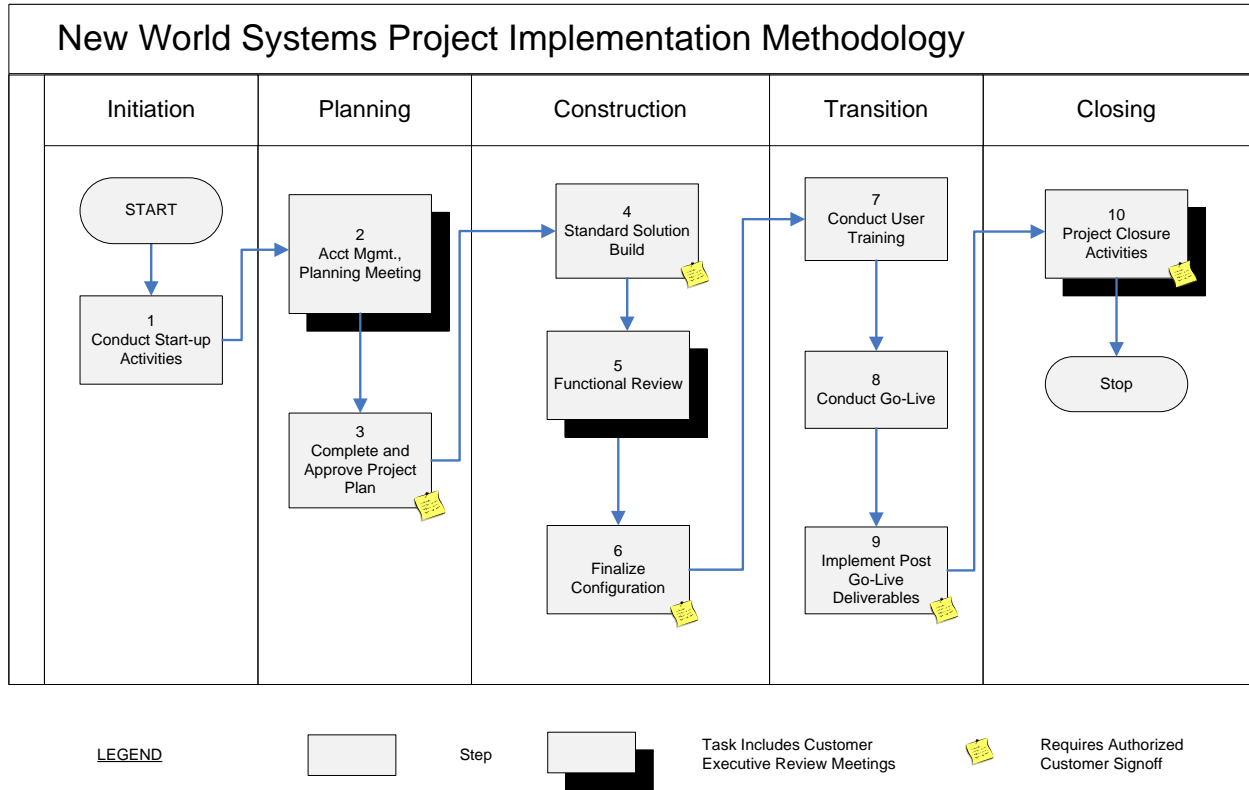 New World Systems Project Implementation Methodology
Initiation
Planning
Construction
Transition
Closing
START
1
Conduct Start-up
Activities
2
Acct Mgmt.,
Planning Meeting
3
Complete and
Approve Project
Plan
4
Standard Solution
Build
5
Functional Review
6
Finalize
Configuration
7
Conduct User
Training
8
Conduct Go-Live
9
Implement Post
Go-Live
Deliverables
10
Project Closure
Activities
Stop
LEGEND
Step
Task Includes Customer
Executive Review Meetings
Requires Authorized
Customer Signoff